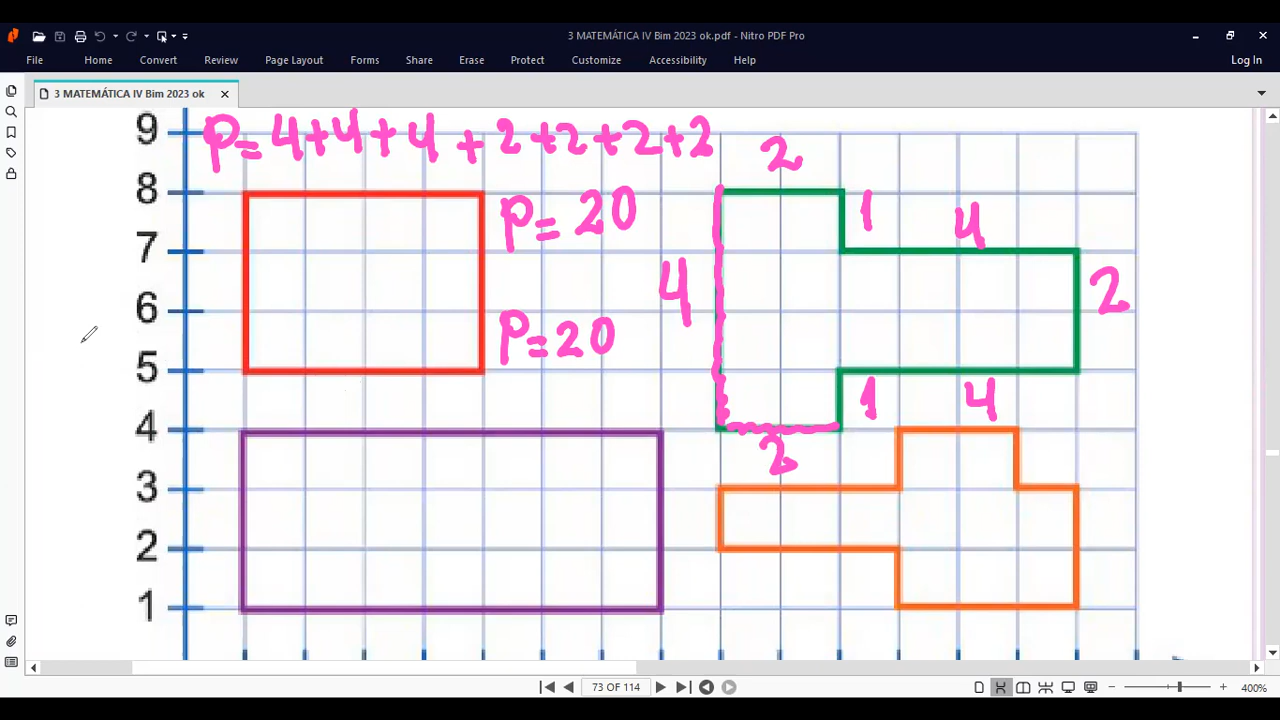 3 MATEMÁTICA IV Bim 2023 ok.pdf - Nitro PDF Pro
File Home Convert Review Page Layout Forms Share Erase Protect Customize Accessibility Help Log In
3 MATEMÁTICA IV Bim 2023 ok
9
P=4+4+4+2+2+2+2
2
8
P=20
1
4
7
4
2
6
P=20
5
1
4
4
2
3
2
1
73 OF 114
400%